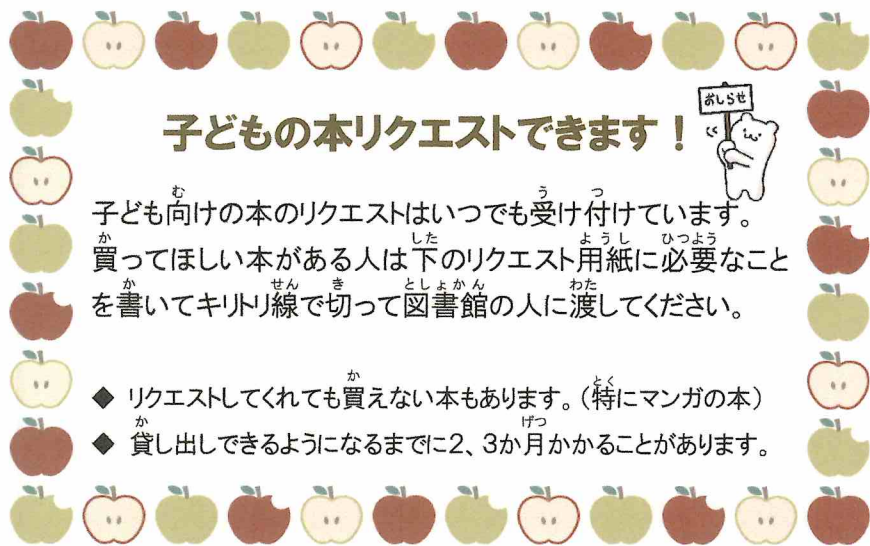 おしらせ
子どもの本リクエストできます！
子ども向けの本のリクエストはいつでも受け付けています。
買ってほしい本がある人は下のリクエスト用紙に必要なこと
を書いてキリトリ線で切って図書館の人に渡してください。
◆ リクエストしてくれても買えない本もあります。（特にマンガの本）
◆ 貸し出しできるようになるまでに2、3か月かかることがあります。